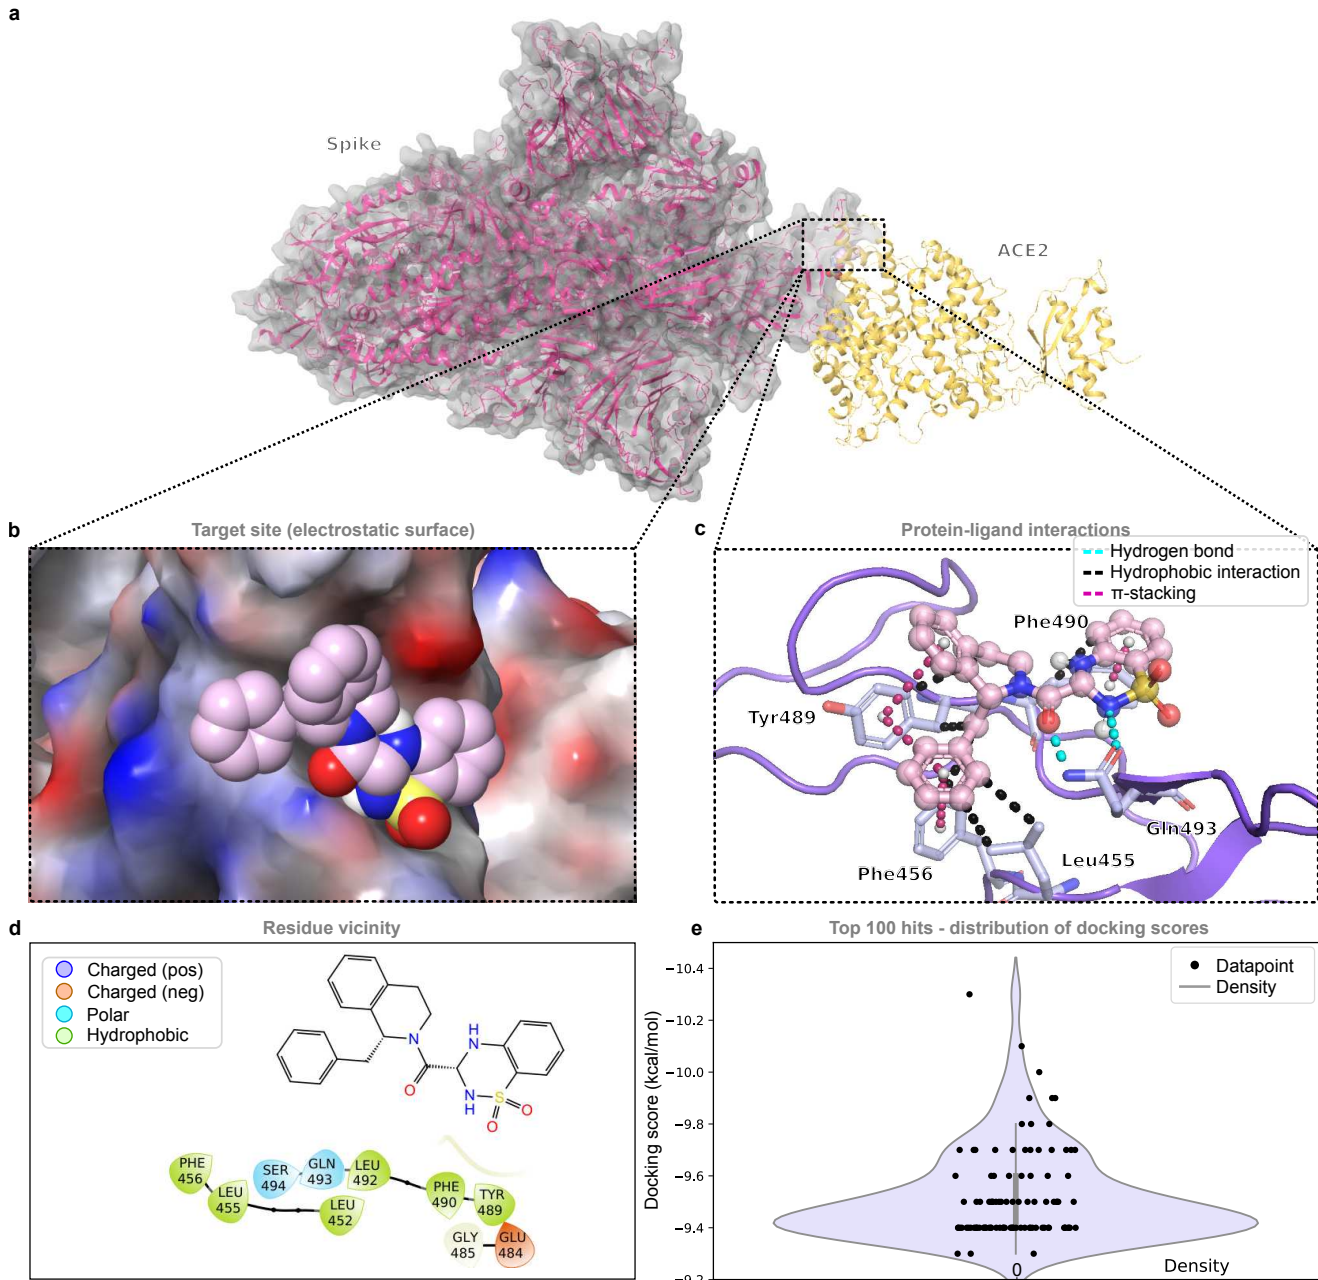 a
Spike
ACE2
b
Target site (electrostatic surface)
c
Protein-ligand interactions
Hydrogen bond
Hydrophobic interaction
π-stacking
Phe490
Tyr489
Gln493
Leu455
Phe456
d
Residue vicinity
Charged (pos)
Charged (neg)
Polar
Hydrophobic
H
N
N
O
N
H
S
O
O
PHE
456
LEU
455
SER
494
GLN
493
LEU
492
LEU
452
PHE
490
TYR
489
GLY
485
GLU
484
e
Top 100 hits - distribution of docking scores
Datapoint
Density
Docking score (kcal/mol)
−10.4
−10.2
−10.0
−9.8
−9.6
−9.4
−9.2
0
Density